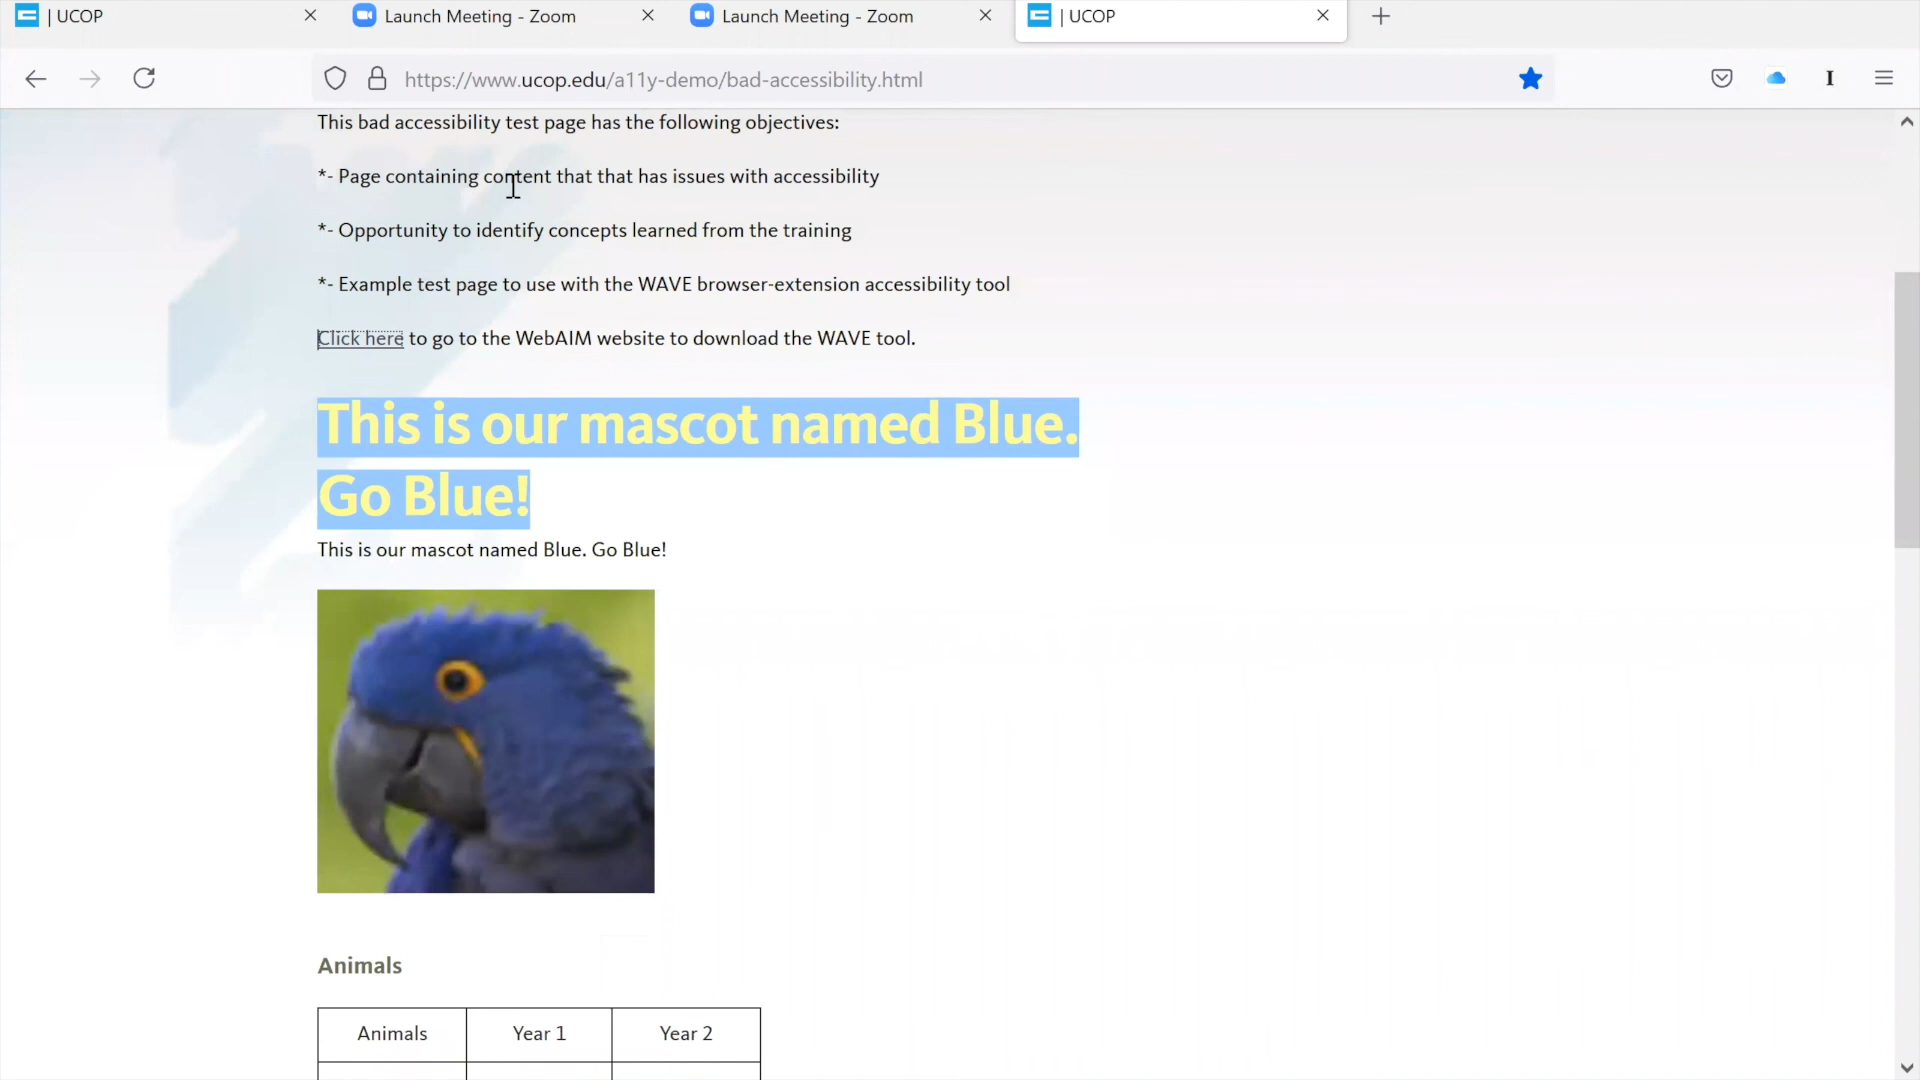 | UCOP
Launch Meeting - Zoom
Launch Meeting - Zoom
| UCOP
https://www.ucop.edu/a11y-demo/bad-accessibility.html
This bad accessibility test page has the following objectives:
*- Page containing content that that has issues with accessibility
*- Opportunity to identify concepts learned from the training
*- Example test page to use with the WAVE browser-extension accessibility tool
Click here to go to the WebAIM website to download the WAVE tool.
This is our mascot named Blue.
Go Blue!
This is our mascot named Blue. Go Blue!
Animals
Animals Year 1 Year 2